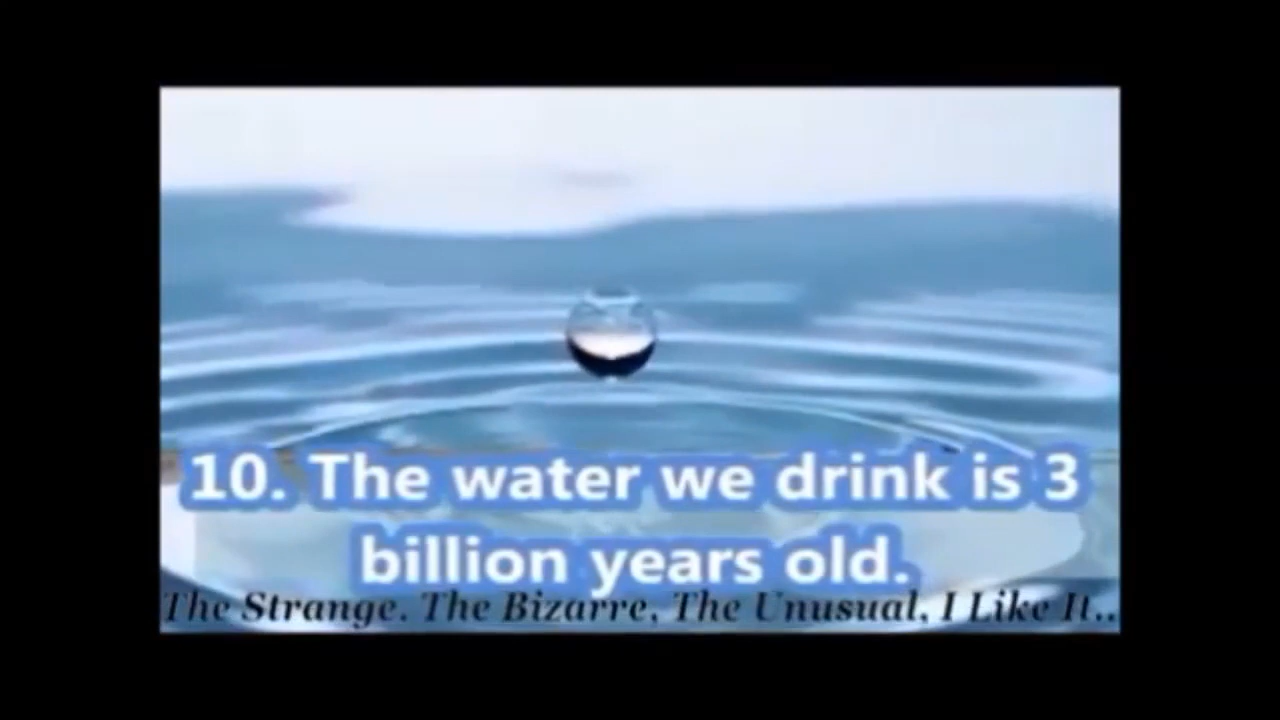 10. The water we drink is 3
billion years old.
The Strange. The Bizarre, The Unusual, I Like It..